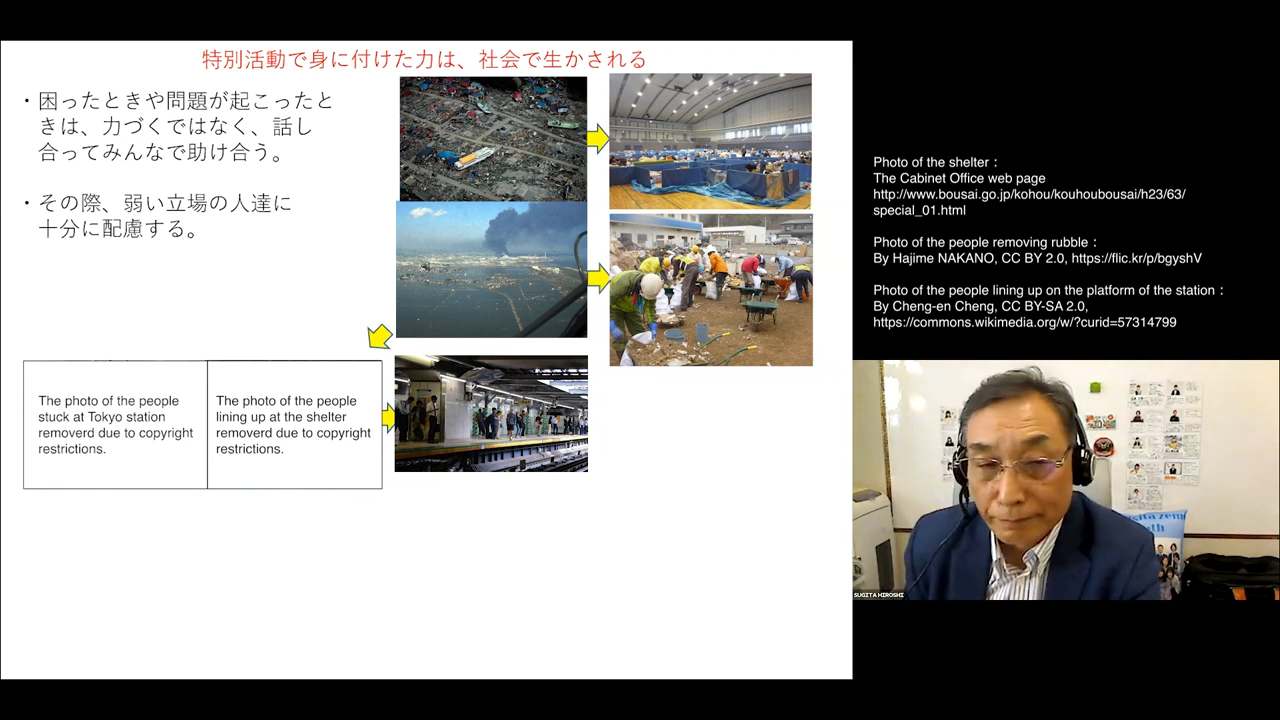 特別活動で身に付けた力は、社会で生かされる
・困ったときや問題が起こったと
きは、力づくではなく、話し
合ってみんなで助け合う。
・その際、弱い立場の人達に
十分に配慮する。
The photo of the people
stuck at Tokyo station
removerd due to copyright
restrictions.
The photo of the people
lining up at the shelter
removerd due to copyright
restrictions.
Photo of the shelter：
The Cabinet Office web page
http://www.bousai.go.jp/kohou/kouhoubousai/h23/63/
special_01.html
Photo of the people removing rubble：
By Hajime NAKANO, CC BY 2.0, https://flic.kr/p/bgyshV
Photo of the people lining up on the platform of the station：
By Cheng-en Cheng, CC BY-SA 2.0,
https://commons.wikimedia.org/w/?curid=57314799
SUGITA HIROSHI